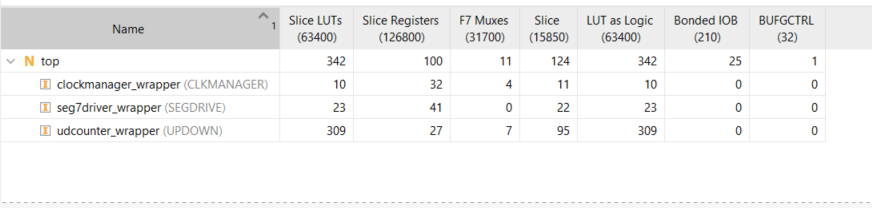 Name 1 Slice LUTs (63400) Slice Registers (126800) F7 Muxes (31700) Slice (15850) LUT as Logic (63400) Bonded IOB (210) BUFGCTRL (32)
N top 342 100 11 124 342 25 1
I clockmanager_wrapper (CLKMANAGER) 10 32 4 11 10 0 0
I seg7driver_wrapper (SEGDRIVE) 23 41 0 22 23 0 0
I udcounter_wrapper (UPDOWN) 309 27 7 95 309 0 0